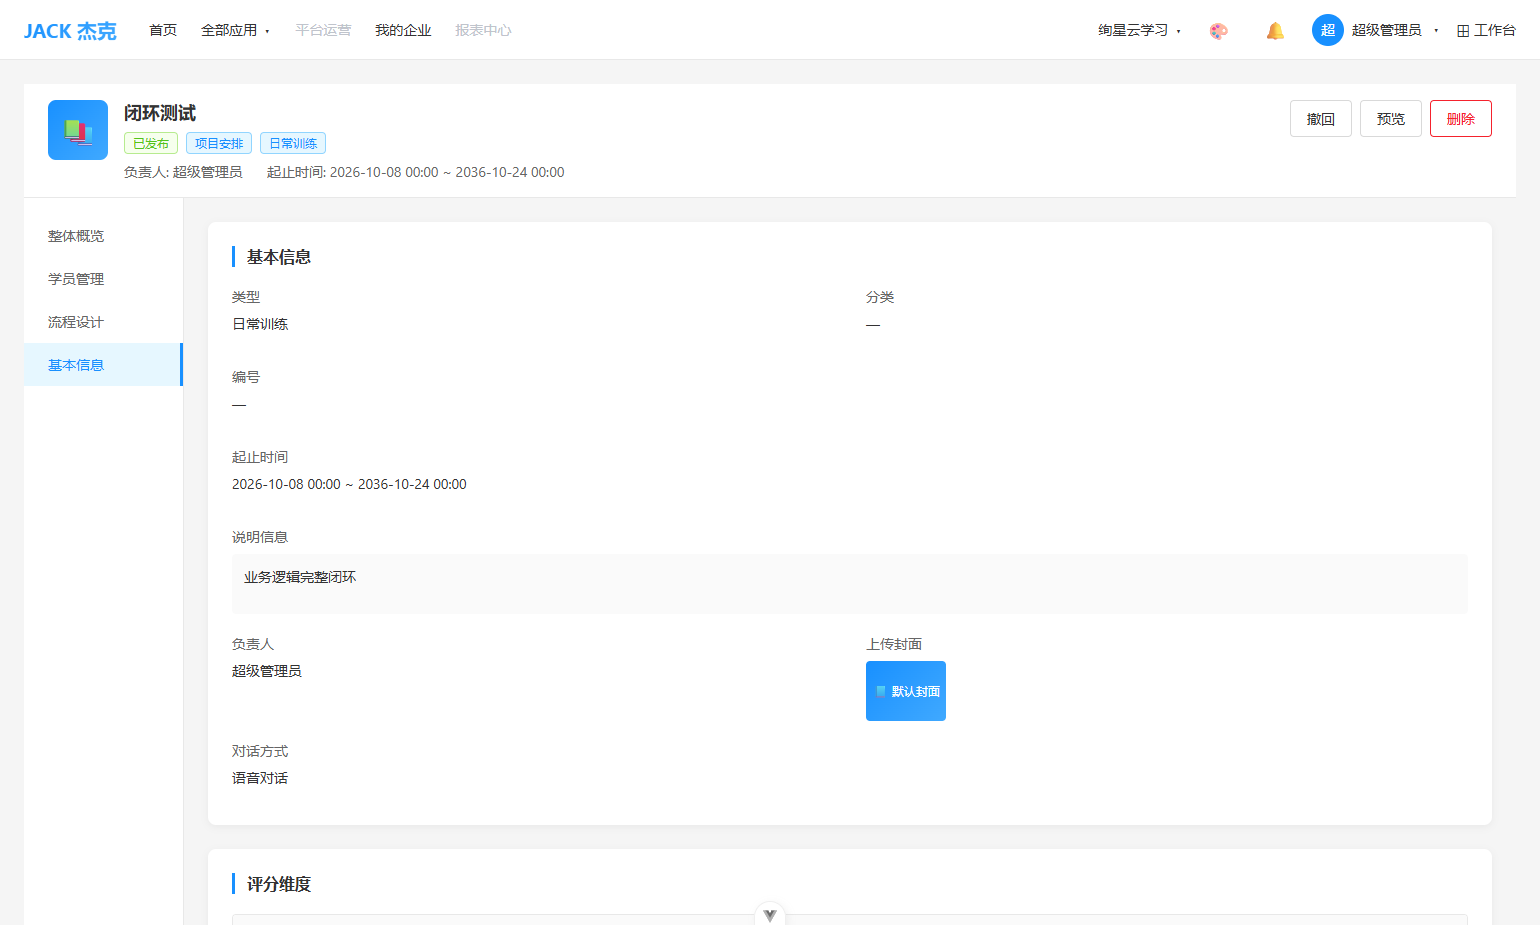 JACK 杰克 首页 全部应用 平台运营 我的企业 报表中心 绚星云学习 超 超级管理员 工作台
闭环测试 撤回 预览 删除
已发布 项目安排 日常训练
负责人: 超级管理员 起止时间: 2026-10-08 00:00 ~ 2036-10-24 00:00
整体概览
学员管理
流程设计
基本信息
基本信息
类型 分类
日常训练 —
编号
—
起止时间
2026-10-08 00:00 ~ 2036-10-24 00:00
说明信息
业务逻辑完整闭环
负责人 上传封面
超级管理员 默认封面
对话方式
语音对话
评分维度